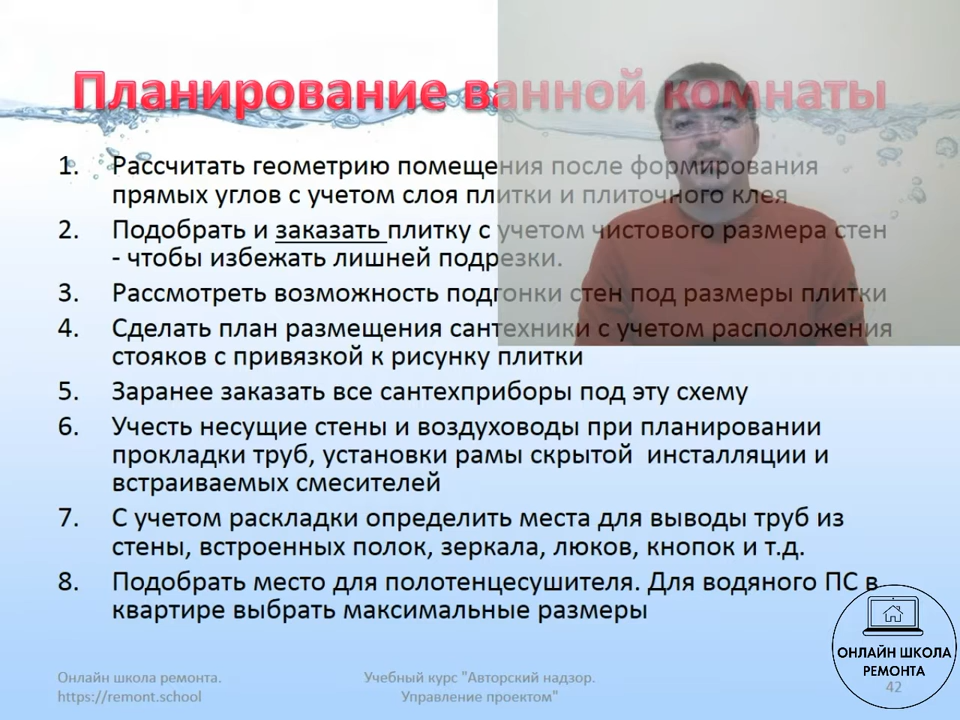 Планирование ванной комнаты
1. Рассчитать геометрию помещения после формирования
прямых углов с учетом слоя плитки и плиточного клея
2. Подобрать и заказать плитку с учетом чистового размера стен
- чтобы избежать лишней подрезки.
3. Рассмотреть возможность подгонки стен под размеры плитки
4. Сделать план размещения сантехники с учетом расположения
стояков с привязкой к рисунку плитки
5. Заранее заказать все сантехприборы под эту схему
6. Учесть несущие стены и воздуховоды при планировании
прокладки труб, установки рамы скрытой инсталляции и
встраиваемых смесителей
7. С учетом раскладки определить места для выводы труб из
стены, встроенных полок, зеркала, люков, кнопок и т.д.
8. Подобрать место для полотенцесушителя. Для водяного ПС в
квартире выбрать максимальные размеры
ОНЛАЙН ШКОЛА
РЕМОНТА
Онлайн школа ремонта.
https://remont.school
Учебный курс "Авторский надзор.
Управление проектом"
42